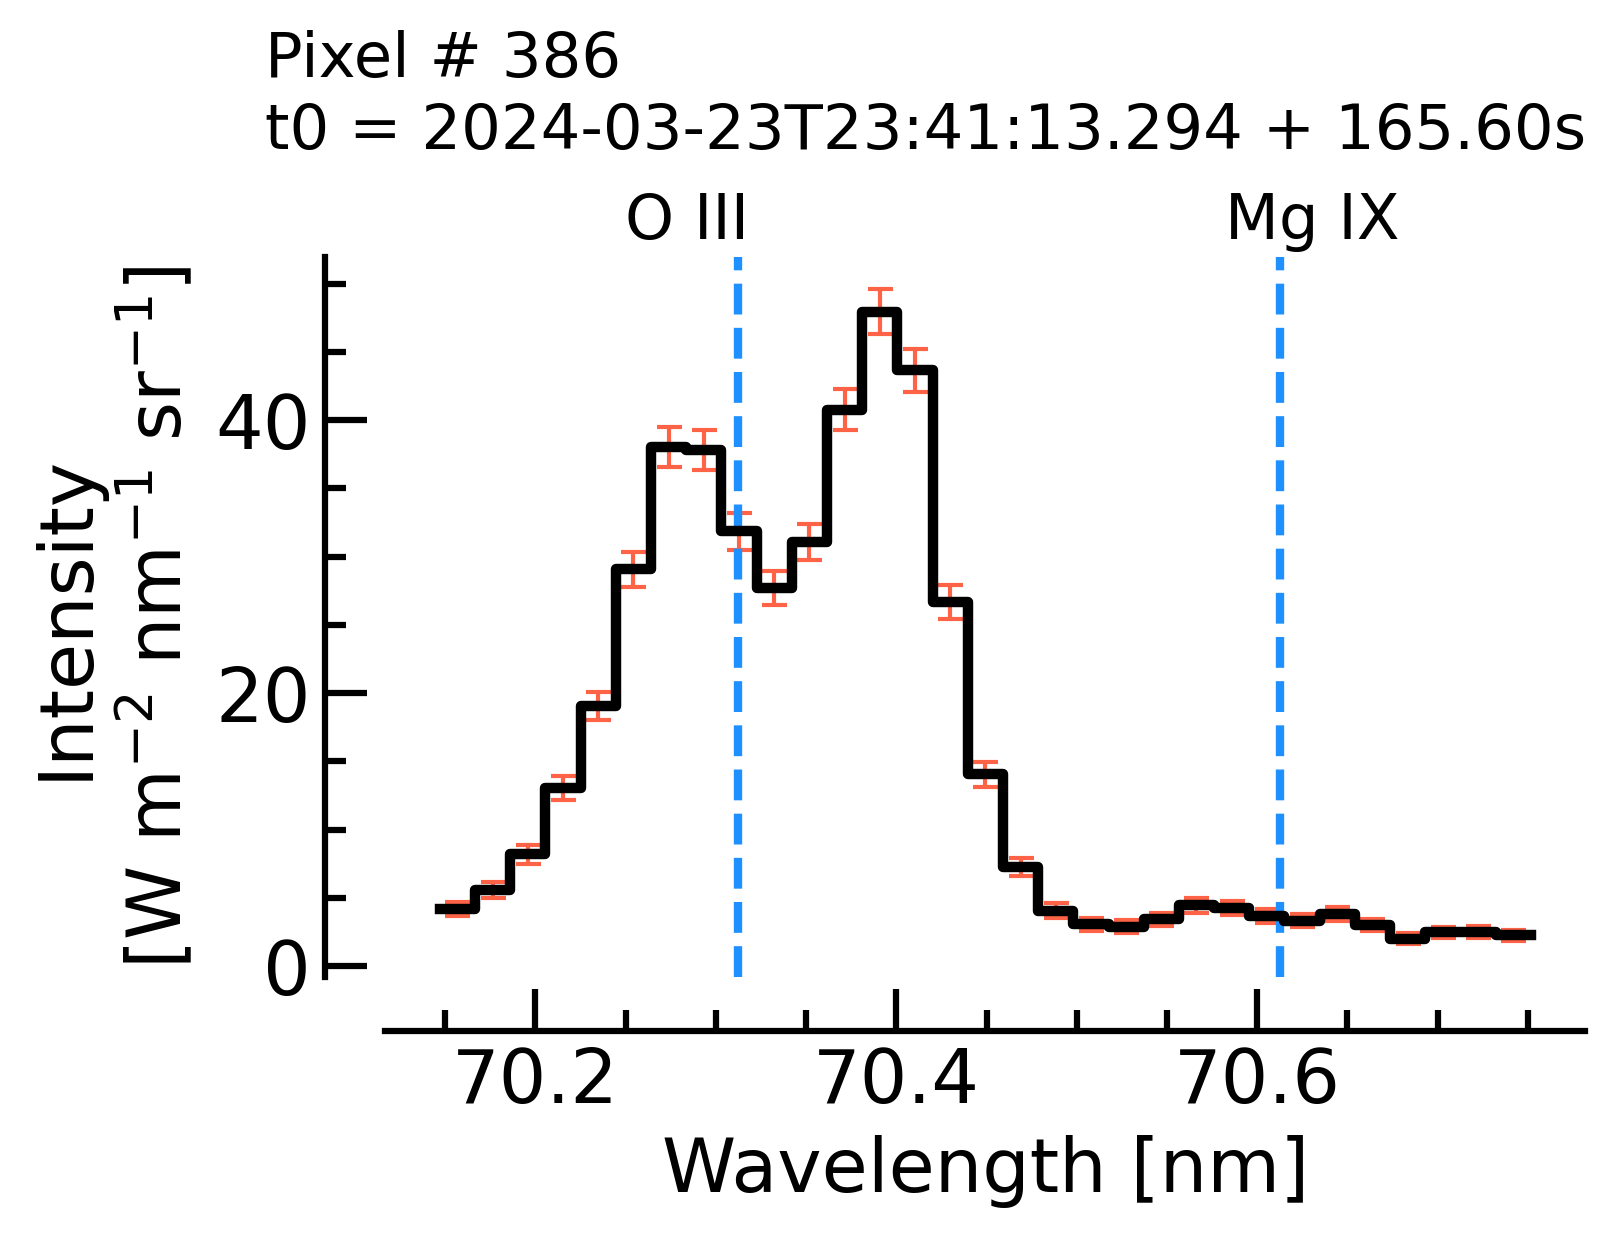 Pixel # 386
t0 = 2024-03-23T23:41:13.294 + 165.60s
O III Mg IX
Intensity
[W m⁻² nm⁻¹ sr⁻¹]
40
20
0
70.2 70.4 70.6
Wavelength [nm]